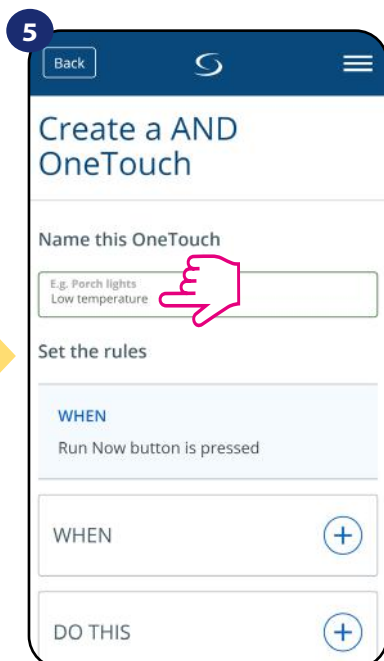 5
Back
Create a AND
OneTouch
Name this OneTouch
E.g. Porch lights
Low temperature
Set the rules
WHEN
Run Now button is pressed
WHEN
DO THIS